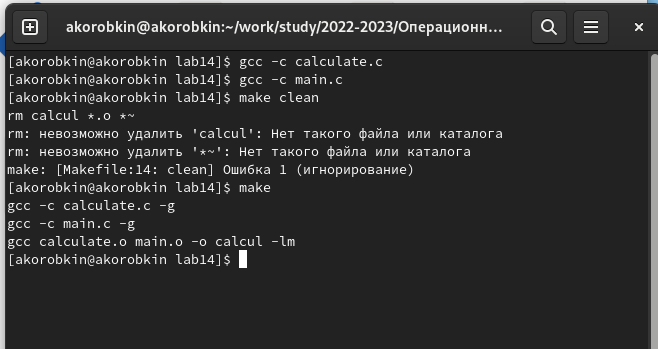 akorobkin@akorobkin:~/work/study/2022-2023/Операционн...
[akorobkin@akorobkin lab14]$ gcc -c calculate.c
[akorobkin@akorobkin lab14]$ gcc -c main.c
[akorobkin@akorobkin lab14]$ make clean
rm calcul *.o *~
rm: невозможно удалить 'calcul': Нет такого файла или каталога
rm: невозможно удалить '*~': Нет такого файла или каталога
make: [Makefile:14: clean] Ошибка 1 (игнорирование)
[akorobkin@akorobkin lab14]$ make
gcc -c calculate.c -g
gcc -c main.c -g
gcc calculate.o main.o -o calcul -lm
[akorobkin@akorobkin lab14]$